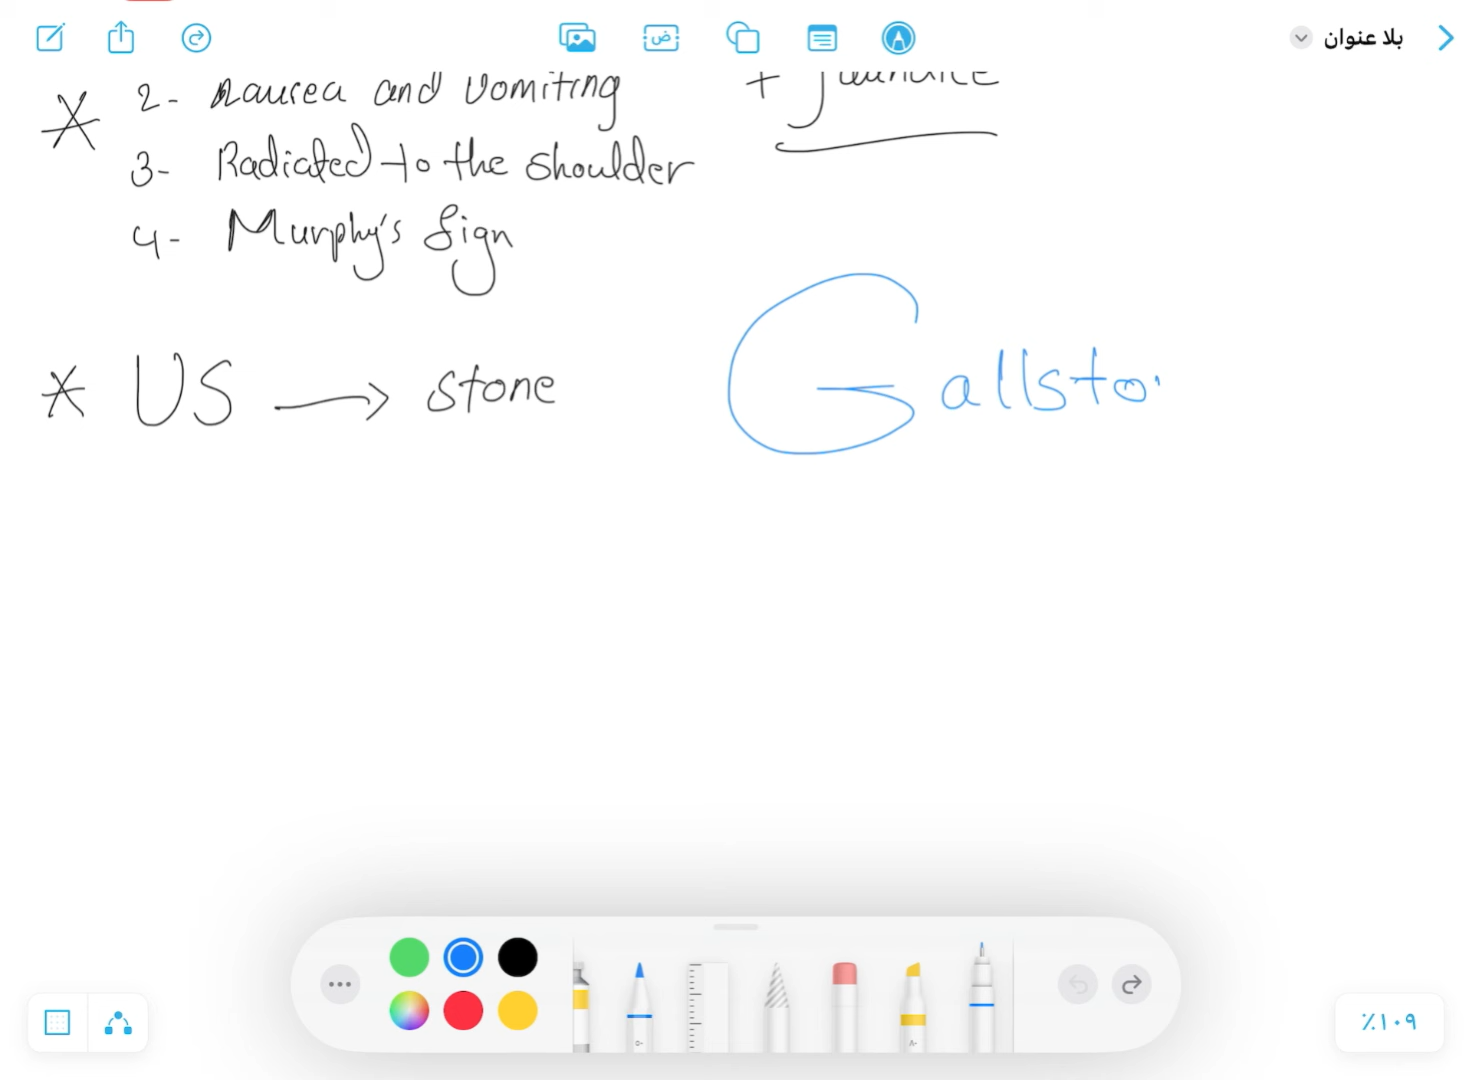 بلا عنوان
2- nausea and vomiting
+ Jaundice
3- Radiated to the shoulder
4- Murphy's Sign
* US → stone
Gallsto
٪١٠٩